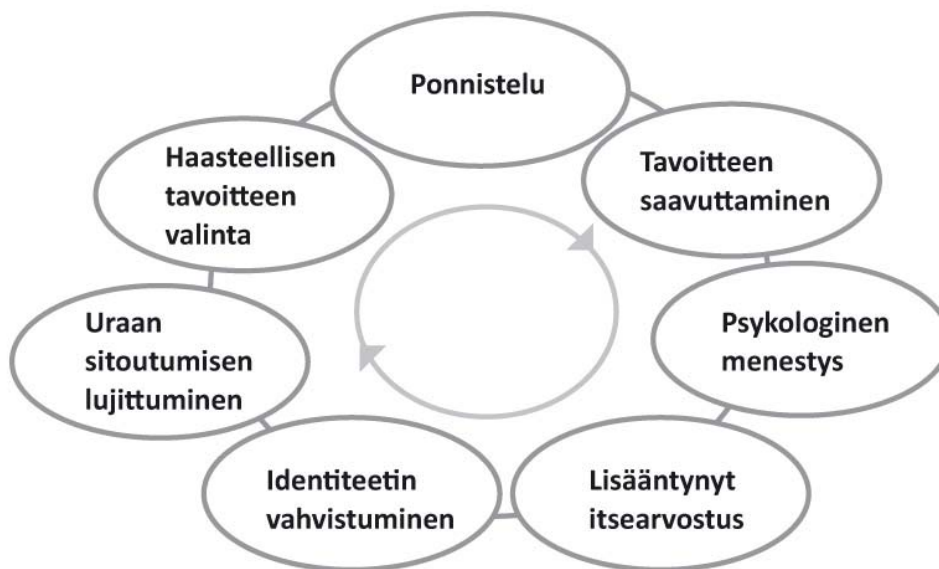 Ponnistelu
Tavoitteen
saavuttaminen
Psykologinen
menestys
Lisääntynyt
itsearvostus
Identiteetin
vahvistuminen
Uraan
sitoutumisen
lujittuminen
Haasteellisen
tavoitteen
valinta